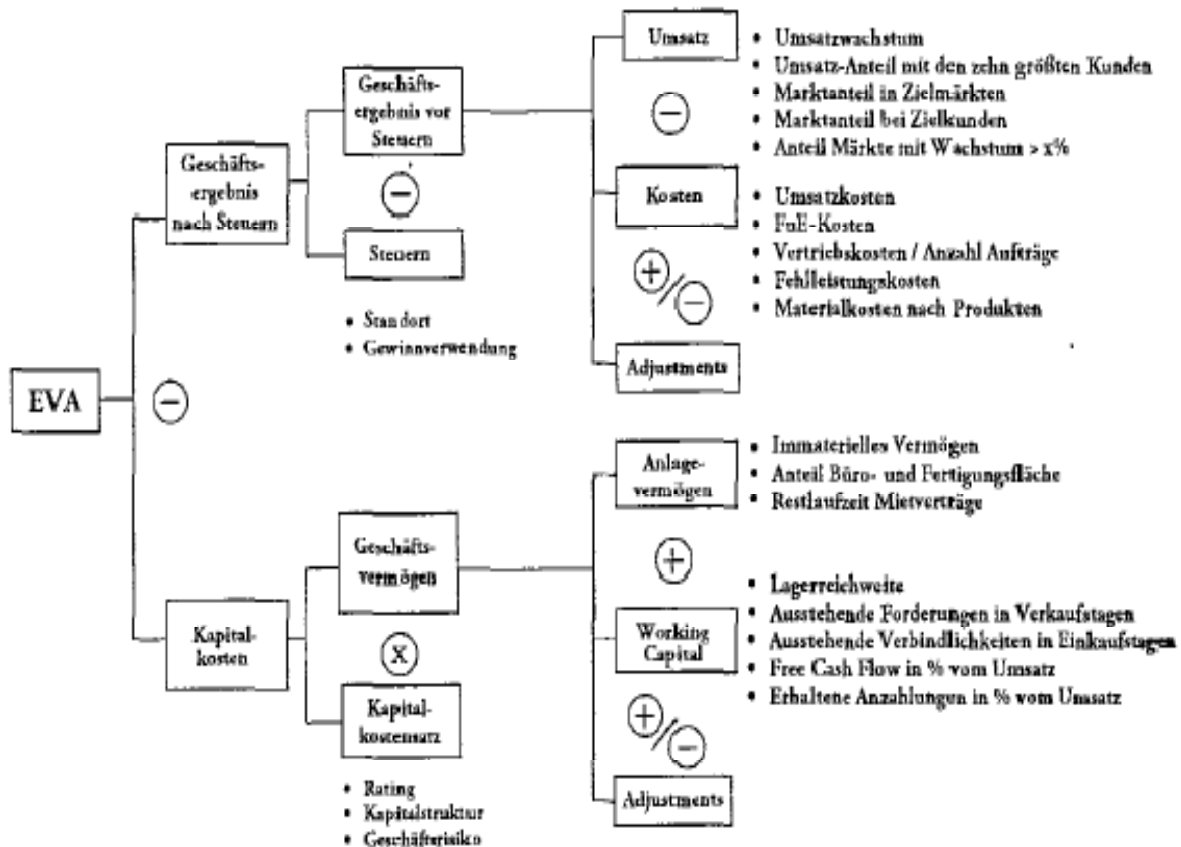 Umsatz
• Umsatzwachstum
• Umsatz-Anteil mit den zehn größten Kunden
• Marktanteil in Zielmärkten
• Marktanteil bei Zielkunden
• Anteil Märkte mit Wachstum > x%
Geschäfts-
ergebnis vor
Steuern
−
−
Geschäfts-
ergebnis
nach Steuern
Kosten
• Umsatzkosten
• FuE-Kosten
• Vertriebskosten / Anzahl Aufträge
• Fehlleistungskosten
• Materialkosten nach Produkten
Steuern
+/−
• Standort
• Gewinnverwendung
Adjustments
EVA
−
Anlage-
vermögen
• Immaterielles Vermögen
• Anteil Büro- und Fertigungsfläche
• Restlaufzeit Mietverträge
Geschäfts-
vermögen
+
Kapital-
kosten
x
Working
Capital
• Lagerreichweite
• Ausstehende Forderungen in Verkaufstagen
• Ausstehende Verbindlichkeiten in Einkaufstagen
• Free Cash Flow in % vom Umsatz
• Erhaltene Anzahlungen in % vom Umsatz
Kapital-
kostensatz
+/−
• Rating
• Kapitalstruktur
• Geschäftsrisiko
Adjustments